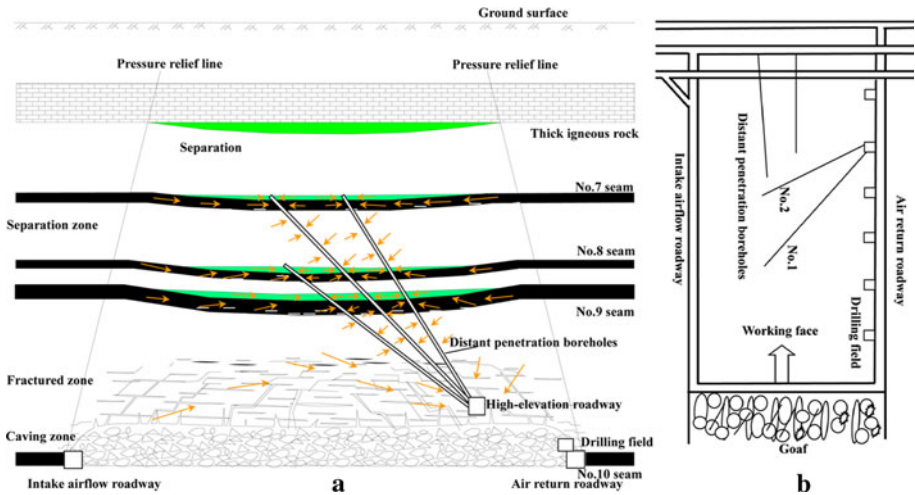 Ground surface
Pressure relief line
Pressure relief line
Thick igneous rock
Separation
No.7 seam
Separation zone
No.8 seam
No.9 seam
Distant penetration boreholes
Fractured zone
High-elevation roadway
Caving zone
Drilling field
No.10 seam
Intake airflow roadway
a
Air return roadway
Intake airflow roadway
Distant penetration boreholes
No.2
No.1
Air return roadway
Drilling field
Working face
Goaf
b